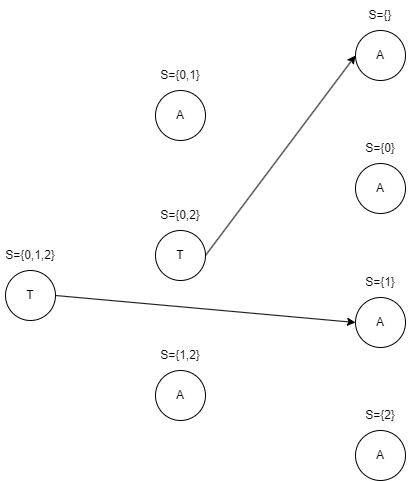 S={}
A
S={0,1}
A
S={0}
A
S={0,2}
T
S={0,1,2}
T
S={1}
A
S={1,2}
A
S={2}
A